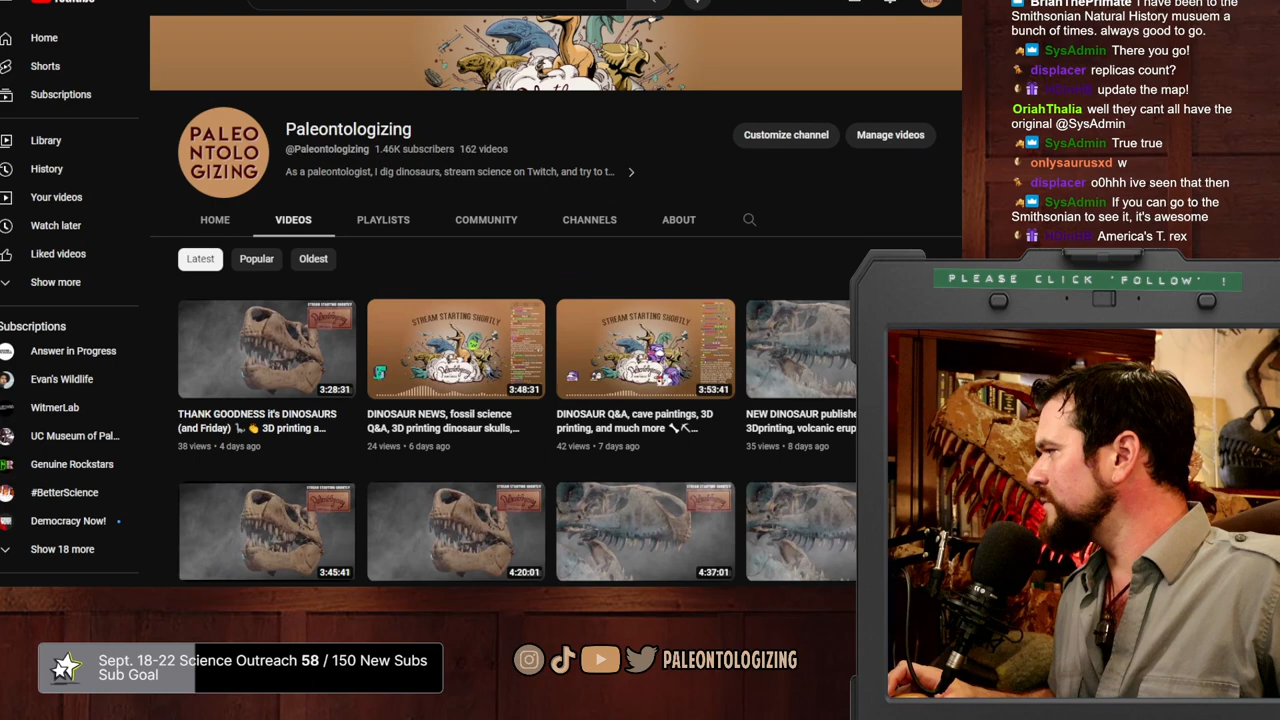 BrianThePrimate I have been to the
Smithsonian Natural History musuem a
bunch of times. always good to go.
SysAdmin There you go!
displacer replicas count?
update the map!
OriahThalia well they cant all have the
original @SysAdmin
SysAdmin True true
onlysaurusxd w
displacer o0hhh ive seen that then
SysAdmin If you can go to the
Smithsonian to see it, it's awesome
America's T. rex
PLEASE CLICK 'FOLLOW' !
Home
Shorts
Subscriptions
Library
History
Your videos
Watch later
Liked videos
Show more
Subscriptions
Answer in Progress
Evan's Wildlife
WitmerLab
UC Museum of Pal...
Genuine Rockstars
#BetterScience
Democracy Now!
Show 18 more
PALEO
NTOLO
GIZING
Paleontologizing
@Paleontologizing 1.46K subscribers 162 videos
As a paleontologist, I dig dinosaurs, stream science on Twitch, and try to t...
Customize channel
Manage videos
HOME VIDEOS PLAYLISTS COMMUNITY CHANNELS ABOUT
Latest Popular Oldest
STREAM STARTING SHORTLY
STREAM STARTING SHORTLY
3:28:31
3:48:31
3:53:41
THANK GOODNESS it's DINOSAURS
(and Friday) 3D printing a...
38 views • 4 days ago
DINOSAUR NEWS, fossil science
Q&A, 3D printing dinosaur skulls,...
24 views • 6 days ago
DINOSAUR Q&A, cave paintings, 3D
printing, and much more
42 views • 7 days ago
NEW DINOSAUR publishe
3Dprinting, volcanic erup
35 views • 8 days ago
3:45:41
4:20:01
4:37:01
Sept. 18-22 Science Outreach 58 / 150 New Subs
Sub Goal
PALEONTOLOGIZING